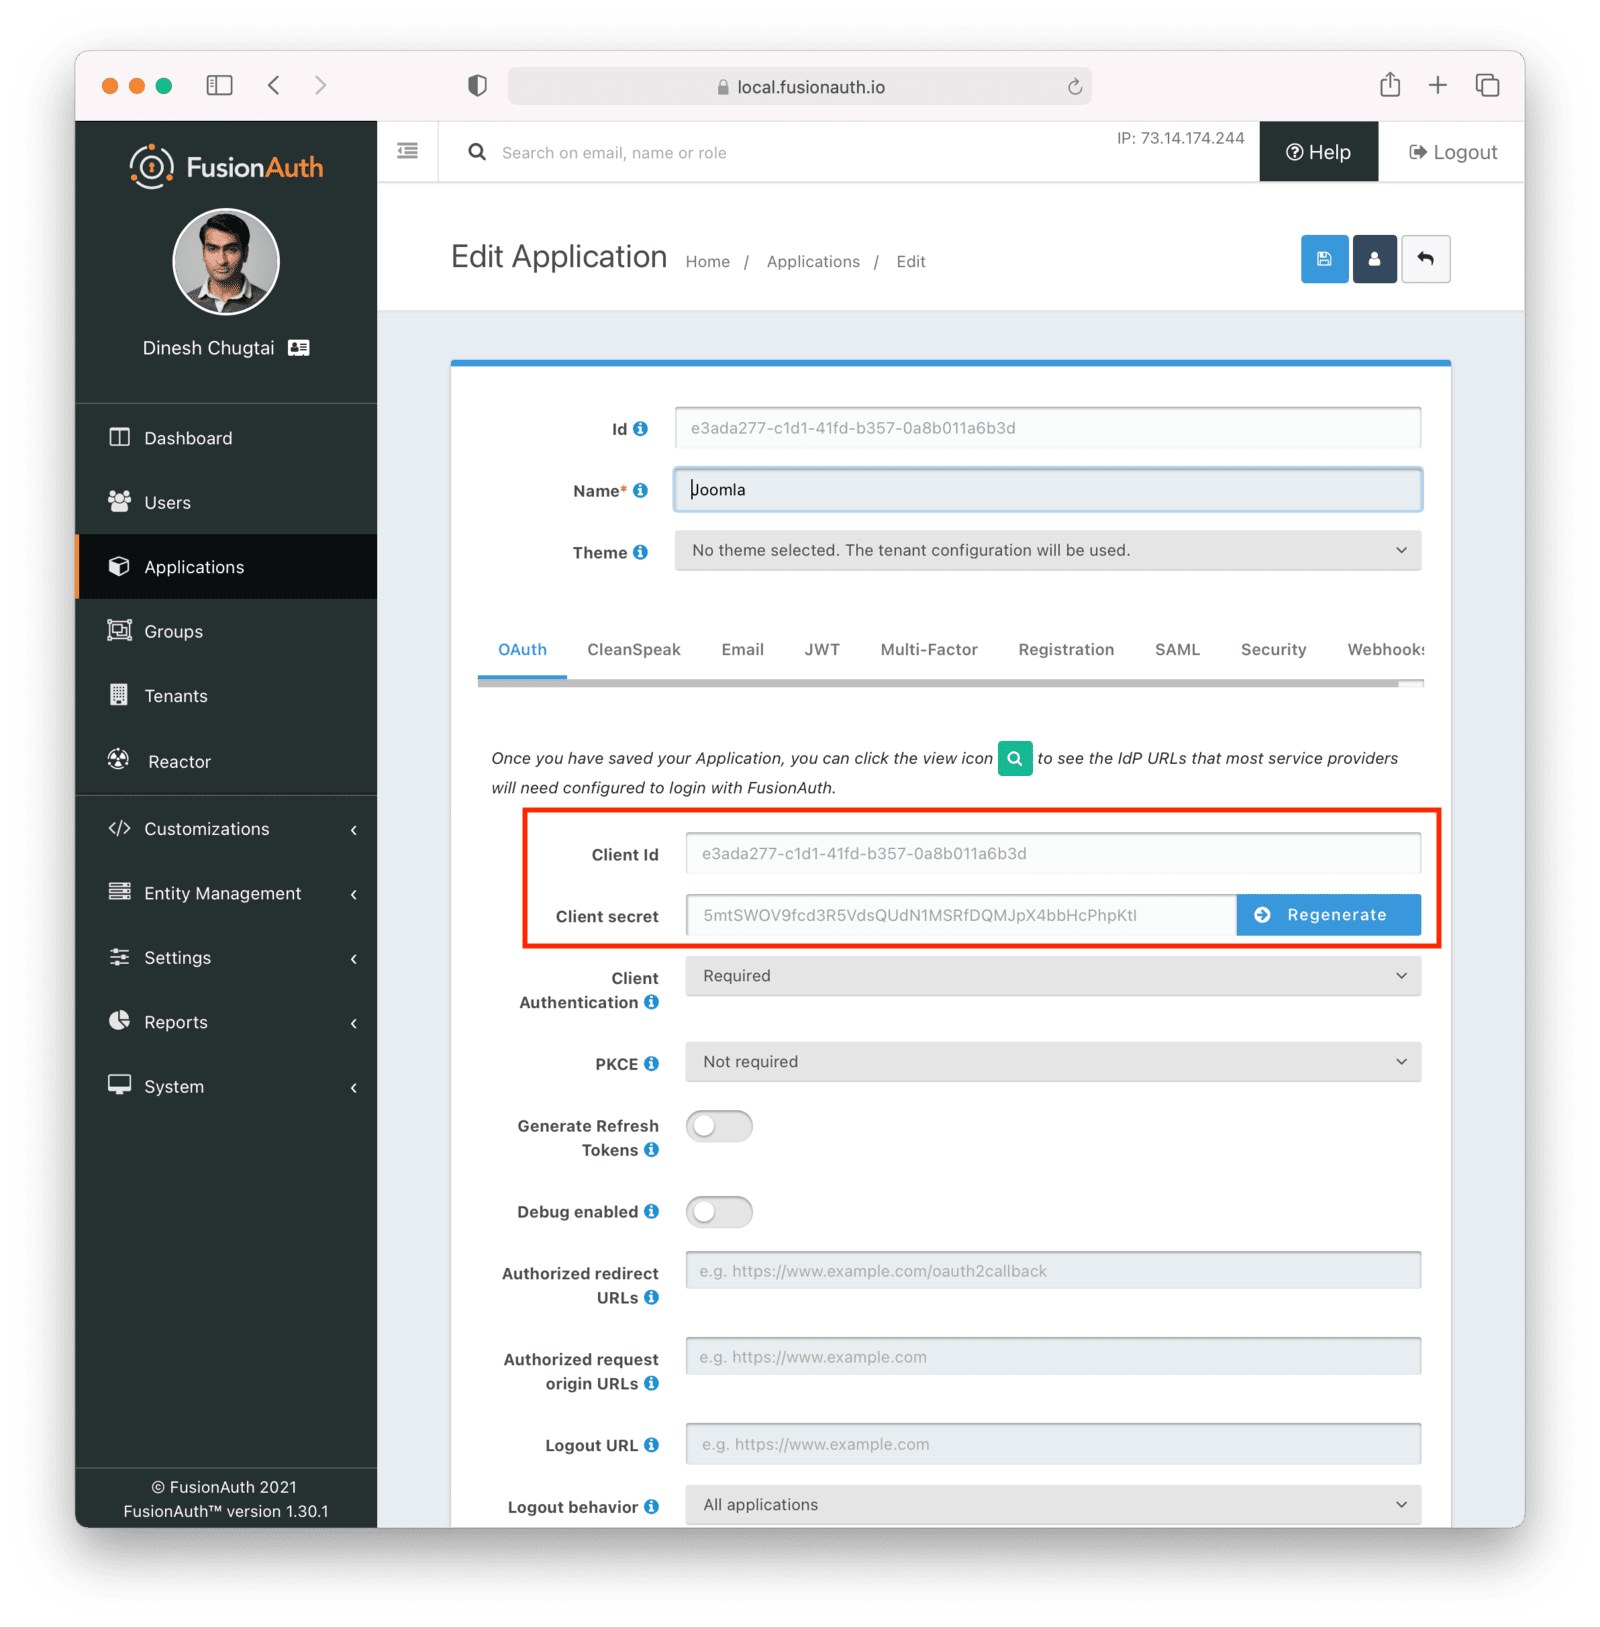 local.fusionauth.io
FusionAuth
Search on email, name or role
IP: 73.14.174.244
Help
Logout
Dinesh Chugtai
Dashboard
Users
Applications
Groups
Tenants
Reactor
Customizations
Entity Management
Settings
Reports
System
© FusionAuth 2021
FusionAuth™ version 1.30.1
Edit Application
Home / Applications / Edit
Id
e3ada277-c1d1-41fd-b357-0a8b011a6b3d
Name*
Joomla
Theme
No theme selected. The tenant configuration will be used.
OAuth CleanSpeak Email JWT Multi-Factor Registration SAML Security Webhooks
Once you have saved your Application, you can click the view icon to see the IdP URLs that most service providers
will need configured to login with FusionAuth.
Client Id
e3ada277-c1d1-41fd-b357-0a8b011a6b3d
Client secret
5mtSWOV9fcd3R5VdsQUdN1MSRfDQMJpX4bbHcPhpKtI
Regenerate
Client
Authentication
Required
PKCE
Not required
Generate Refresh
Tokens
Debug enabled
Authorized redirect
URLs
e.g. https://www.example.com/oauth2callback
Authorized request
origin URLs
e.g. https://www.example.com
Logout URL
e.g. https://www.example.com
Logout behavior
All applications